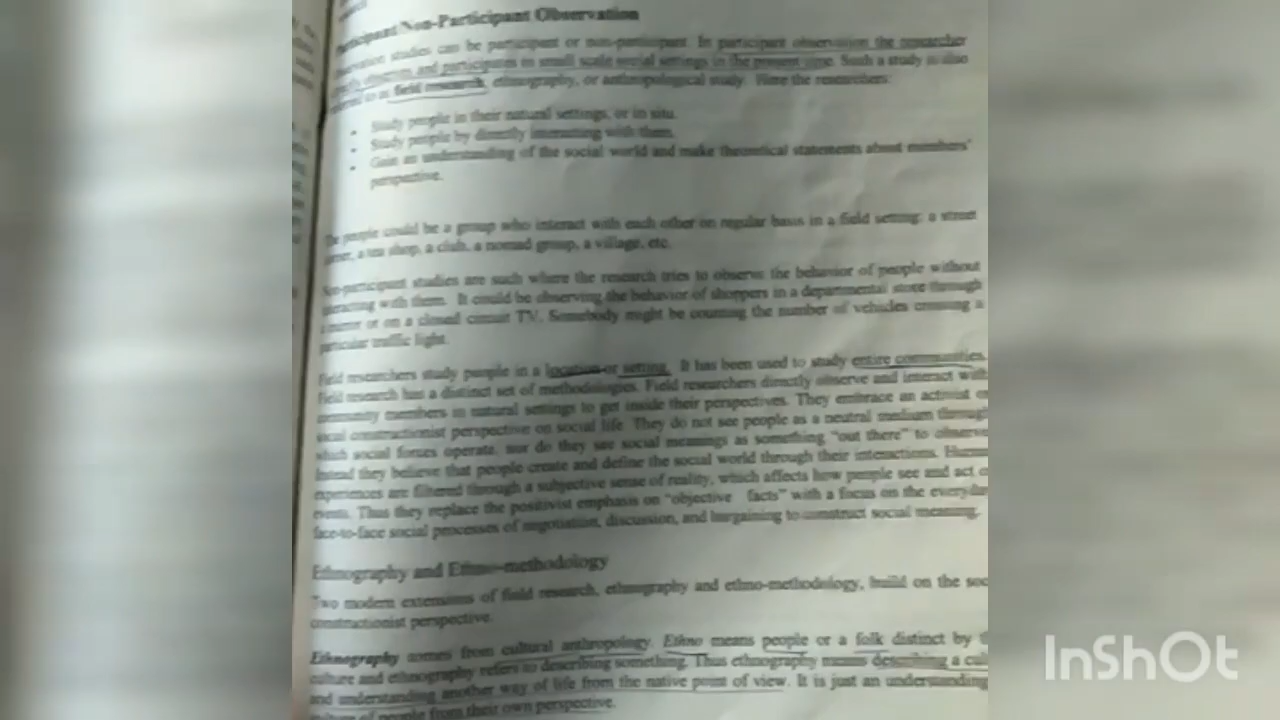 Non-Participant Observation
studies can be participant or non-participant. In participant observation the researcher
observes and participates in small scale social settings in the present time. Such a study is also
to as field research, ethnography, or anthropological study. Here the researchers:
• Study people in their natural settings, or in situ.
• Study people by directly interacting with them.
• Gain an understanding of the social world and make theoretical statements about members'
perspective.
people could be a group who interact with each other on regular basis in a field setting: a street
a tea shop, a club, a nomad group, a village, etc.
Non-participant studies are such where the research tries to observe the behavior of people without
interacting with them. It could be observing the behavior of shoppers in a departmental store through
a mirror or on a closed circuit TV. Somebody might be counting the number of vehicles crossing a
particular traffic light.
Field researchers study people in a location or setting. It has been used to study entire communities.
Field research has a distinct set of methodologies. Field researchers directly observe and interact with
community members in natural settings to get inside their perspectives. They embrace an activist or
social constructionist perspective on social life. They do not see people as a neutral medium through
which social forces operate, nor do they see social meanings as something "out there" to observe.
Instead they believe that people create and define the social world through their interactions. Human
experiences are filtered through a subjective sense of reality, which affects how people see and act on
events. Thus they replace the positivist emphasis on "objective facts" with a focus on the everyday,
face-to-face social processes of negotiation, discussion, and bargaining to construct social meaning.
Ethnography and Ethno-methodology
Two modern extensions of field research, ethnography and ethno-methodology, build on the soc
constructionist perspective.
Ethnography comes from cultural anthropology. Ethno means people or a folk distinct by t
culture and ethnography refers to describing something. Thus ethnography means describing a cul
and understanding another way of life from the native point of view. It is just an understanding
culture of people from their own perspective.
InShOt